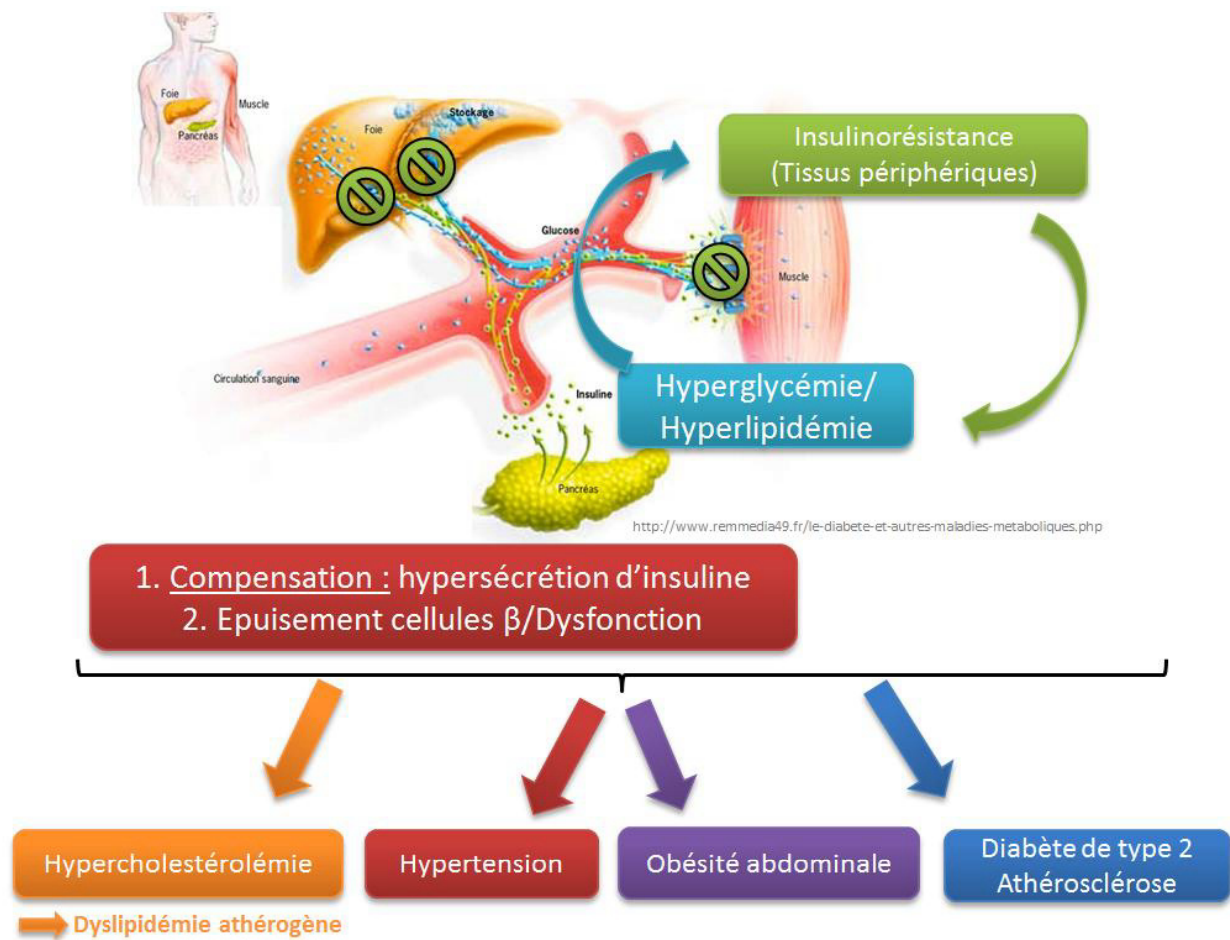 Foie
Muscle
Pancréas
Foie
Stockage
Insulinorésistance
(Tissus périphériques)
Glucose
Muscle
Circulation sanguine
Insuline
Hyperglycémie/
Hyperlipidémie
Pancréas
http://www.remmedia49.fr/le-diabete-et-autres-maladies-metaboliques.php
1. Compensation : hypersécrétion d’insuline
2. Epuisement cellules β/Dysfonction
Hypercholestérolémie
Hypertension
Obésité abdominale
Diabète de type 2
Athérosclérose
Dyslipidémie athérogène